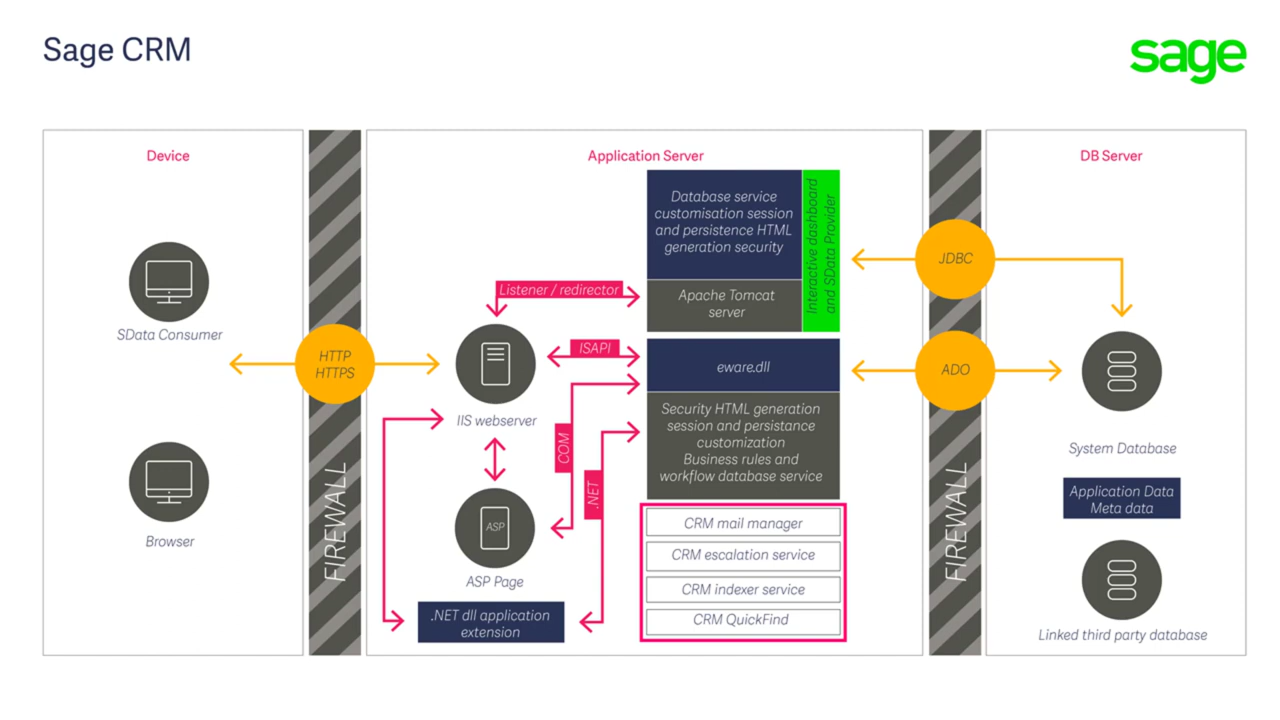 Sage CRM
sage
Device
Application Server
DB Server
SData Consumer
Browser
HTTP
HTTPS
FIREWALL
Database service
customisation session
and persistence HTML
generation security
Interactive dashboard
and SData Provider
Apache Tomcat
server
Listener / redirector
ISAPI
IIS webserver
eware.dll
Security HTML generation
session and persistance
customization
Business rules and
workflow database service
COM
.NET
ASP
ASP Page
.NET dll application
extension
CRM mail manager
CRM escalation service
CRM indexer service
CRM QuickFind
JDBC
ADO
FIREWALL
System Database
Application Data
Meta data
Linked third party database